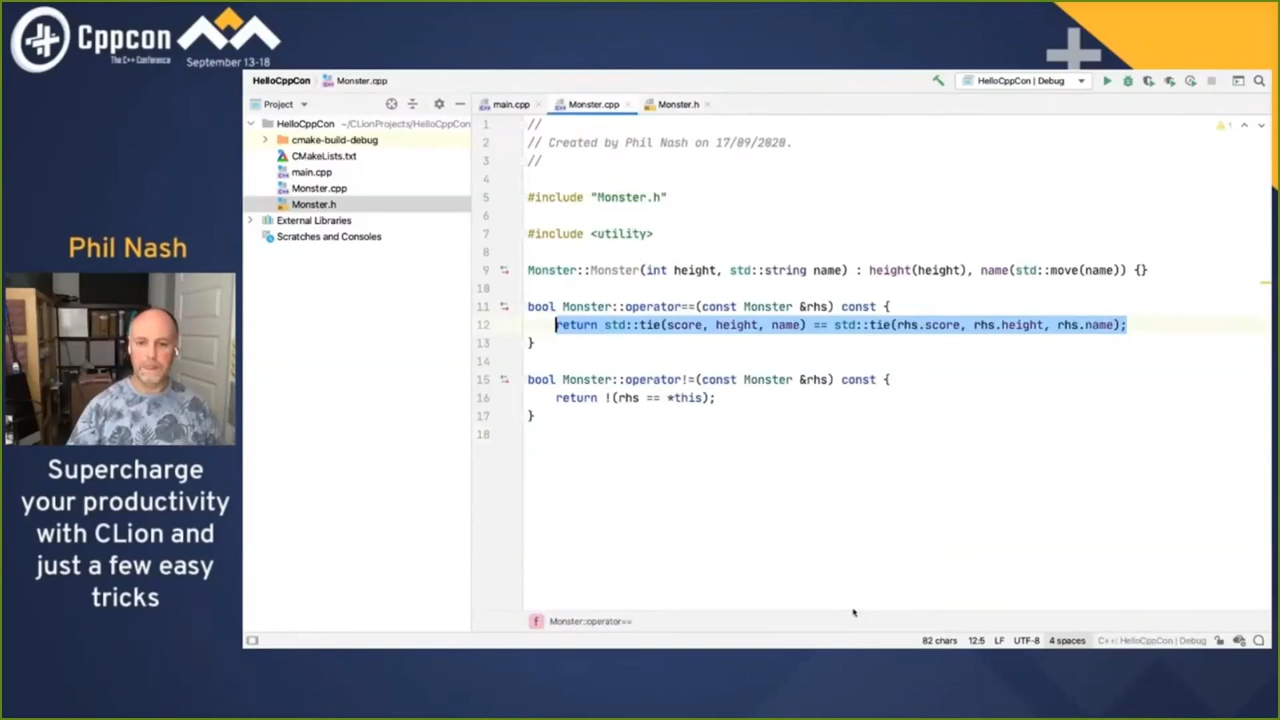 Cppcon
The C++ Conference
September 13-18
Phil Nash
Supercharge
your productivity
with CLion and
just a few easy
tricks
HelloCppCon
Monster.cpp
HelloCppCon | Debug
Project
main.cpp
Monster.cpp
Monster.h
HelloCppCon ~/CLionProjects/HelloCppCon
cmake-build-debug
CMakeLists.txt
main.cpp
Monster.cpp
Monster.h
External Libraries
Scratches and Consoles
1 //
2 // Created by Phil Nash on 17/09/2020.
3 //
4
5 #include "Monster.h"
6
7 #include <utility>
8
9 Monster::Monster(int height, std::string name) : height(height), name(std::move(name)) {}
10
11 bool Monster::operator==(const Monster &rhs) const {
12 return std::tie(score, height, name) == std::tie(rhs.score, rhs.height, rhs.name);
13 }
14
15 bool Monster::operator!=(const Monster &rhs) const {
16 return !(rhs == *this);
17 }
18
1
f Monster::operator==
82 chars 12:5 LF UTF-8 4 spaces C++: HelloCppCon | Debug